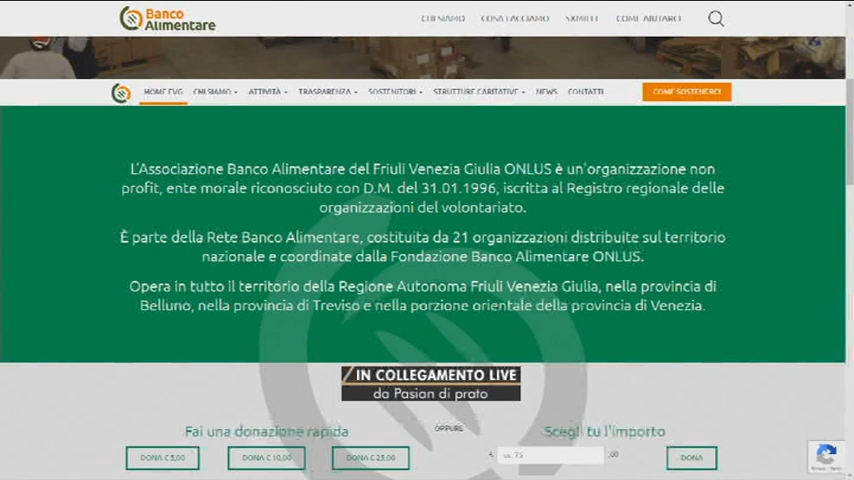 Banco
Alimentare
CHI SIAMO COSA FACCIAMO 5XMILLE COME AIUTARCI
HOME FVG CHI SIAMO ATTIVITÀ TRASPARENZA SOSTENITORI STRUTTURE CARITATIVE NEWS CONTATTI COME SOSTENERCI
L'Associazione Banco Alimentare del Friuli Venezia Giulia ONLUS è un'organizzazione non
profit, ente morale riconosciuto con D.M. del 31.01.1996, iscritta al Registro regionale delle
organizzazioni del volontariato.
È parte della Rete Banco Alimentare, costituita da 21 organizzazioni distribuite sul territorio
nazionale e coordinate dalla Fondazione Banco Alimentare ONLUS.
Opera in tutto il territorio della Regione Autonoma Friuli Venezia Giulia, nella provincia di
Belluno, nella provincia di Treviso e nella porzione orientale della provincia di Venezia.
IN COLLEGAMENTO LIVE
da Pasian di prato
Fai una donazione rapida OPPURE Scegli tu l'importo
DONA € 5,00 DONA € 10,00 DONA € 25,00 € es. 75 ,00 DONA